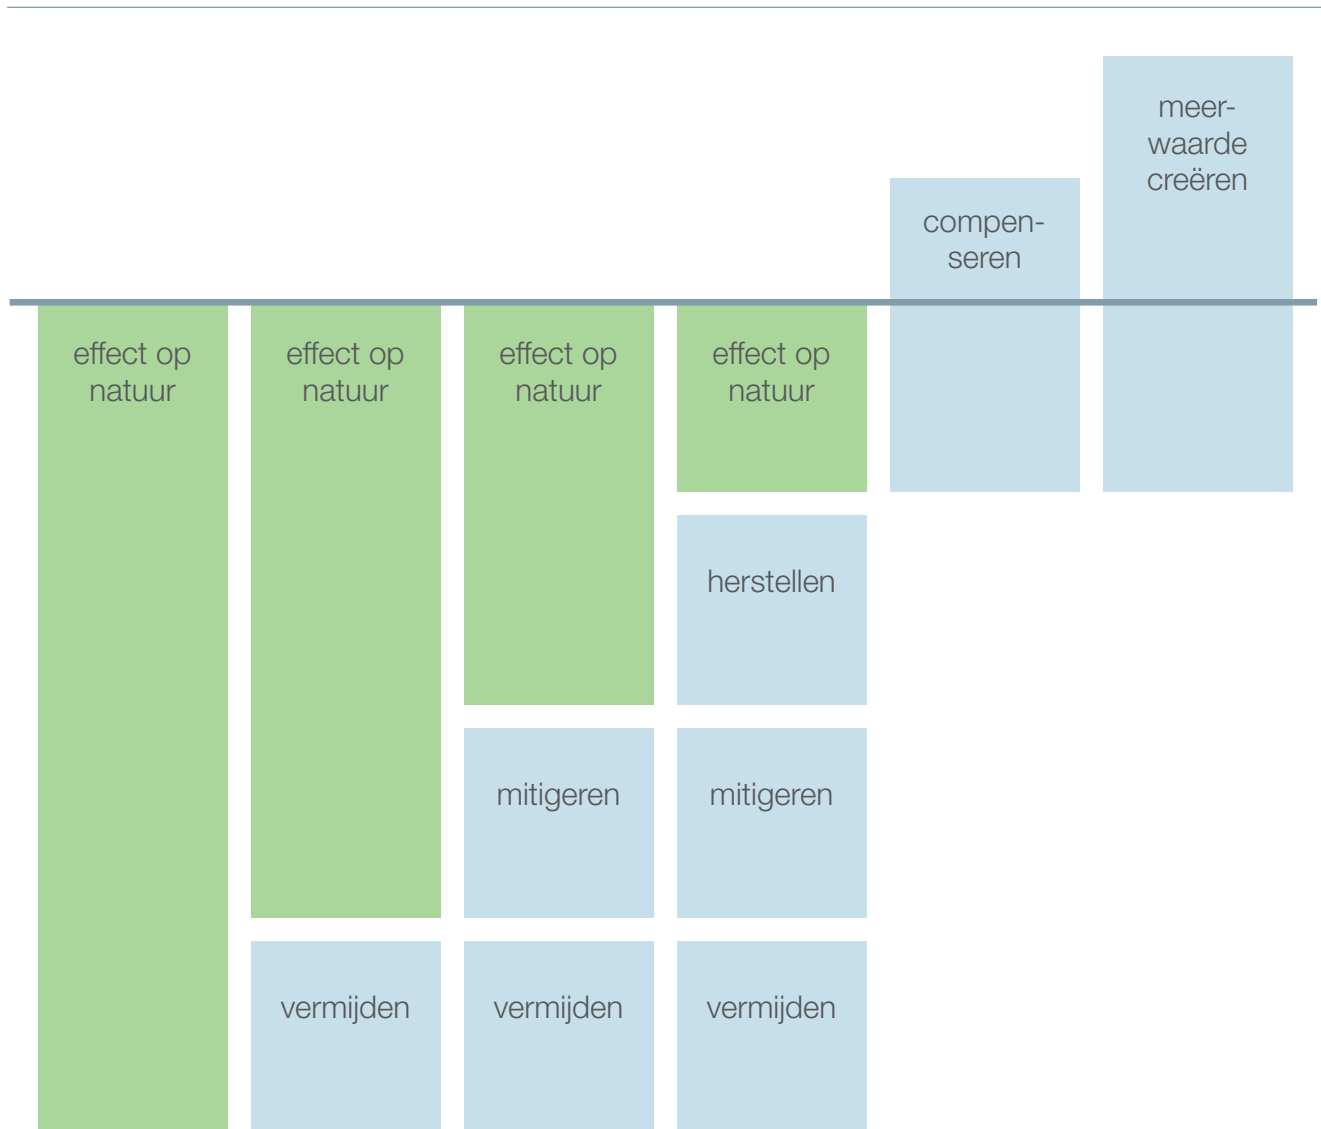 meer-
waarde
creëren
compen-
seren
effect op
natuur
effect op
natuur
effect op
natuur
effect op
natuur
herstellen
mitigeren
mitigeren
vermijden
vermijden
vermijden